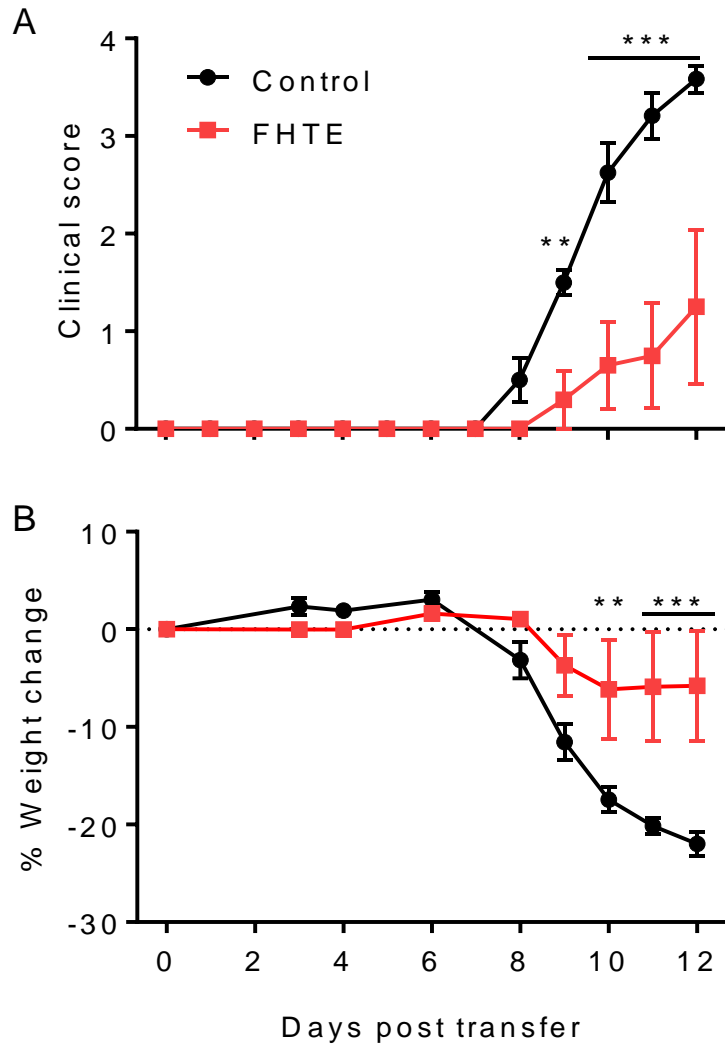 A
4
3
2
1
0
Clinical score
Control
FHTE
**
***
B
10
0
-10
-20
-30
% Weight change
**
***
0 2 4 6 8 10 12
Days post transfer